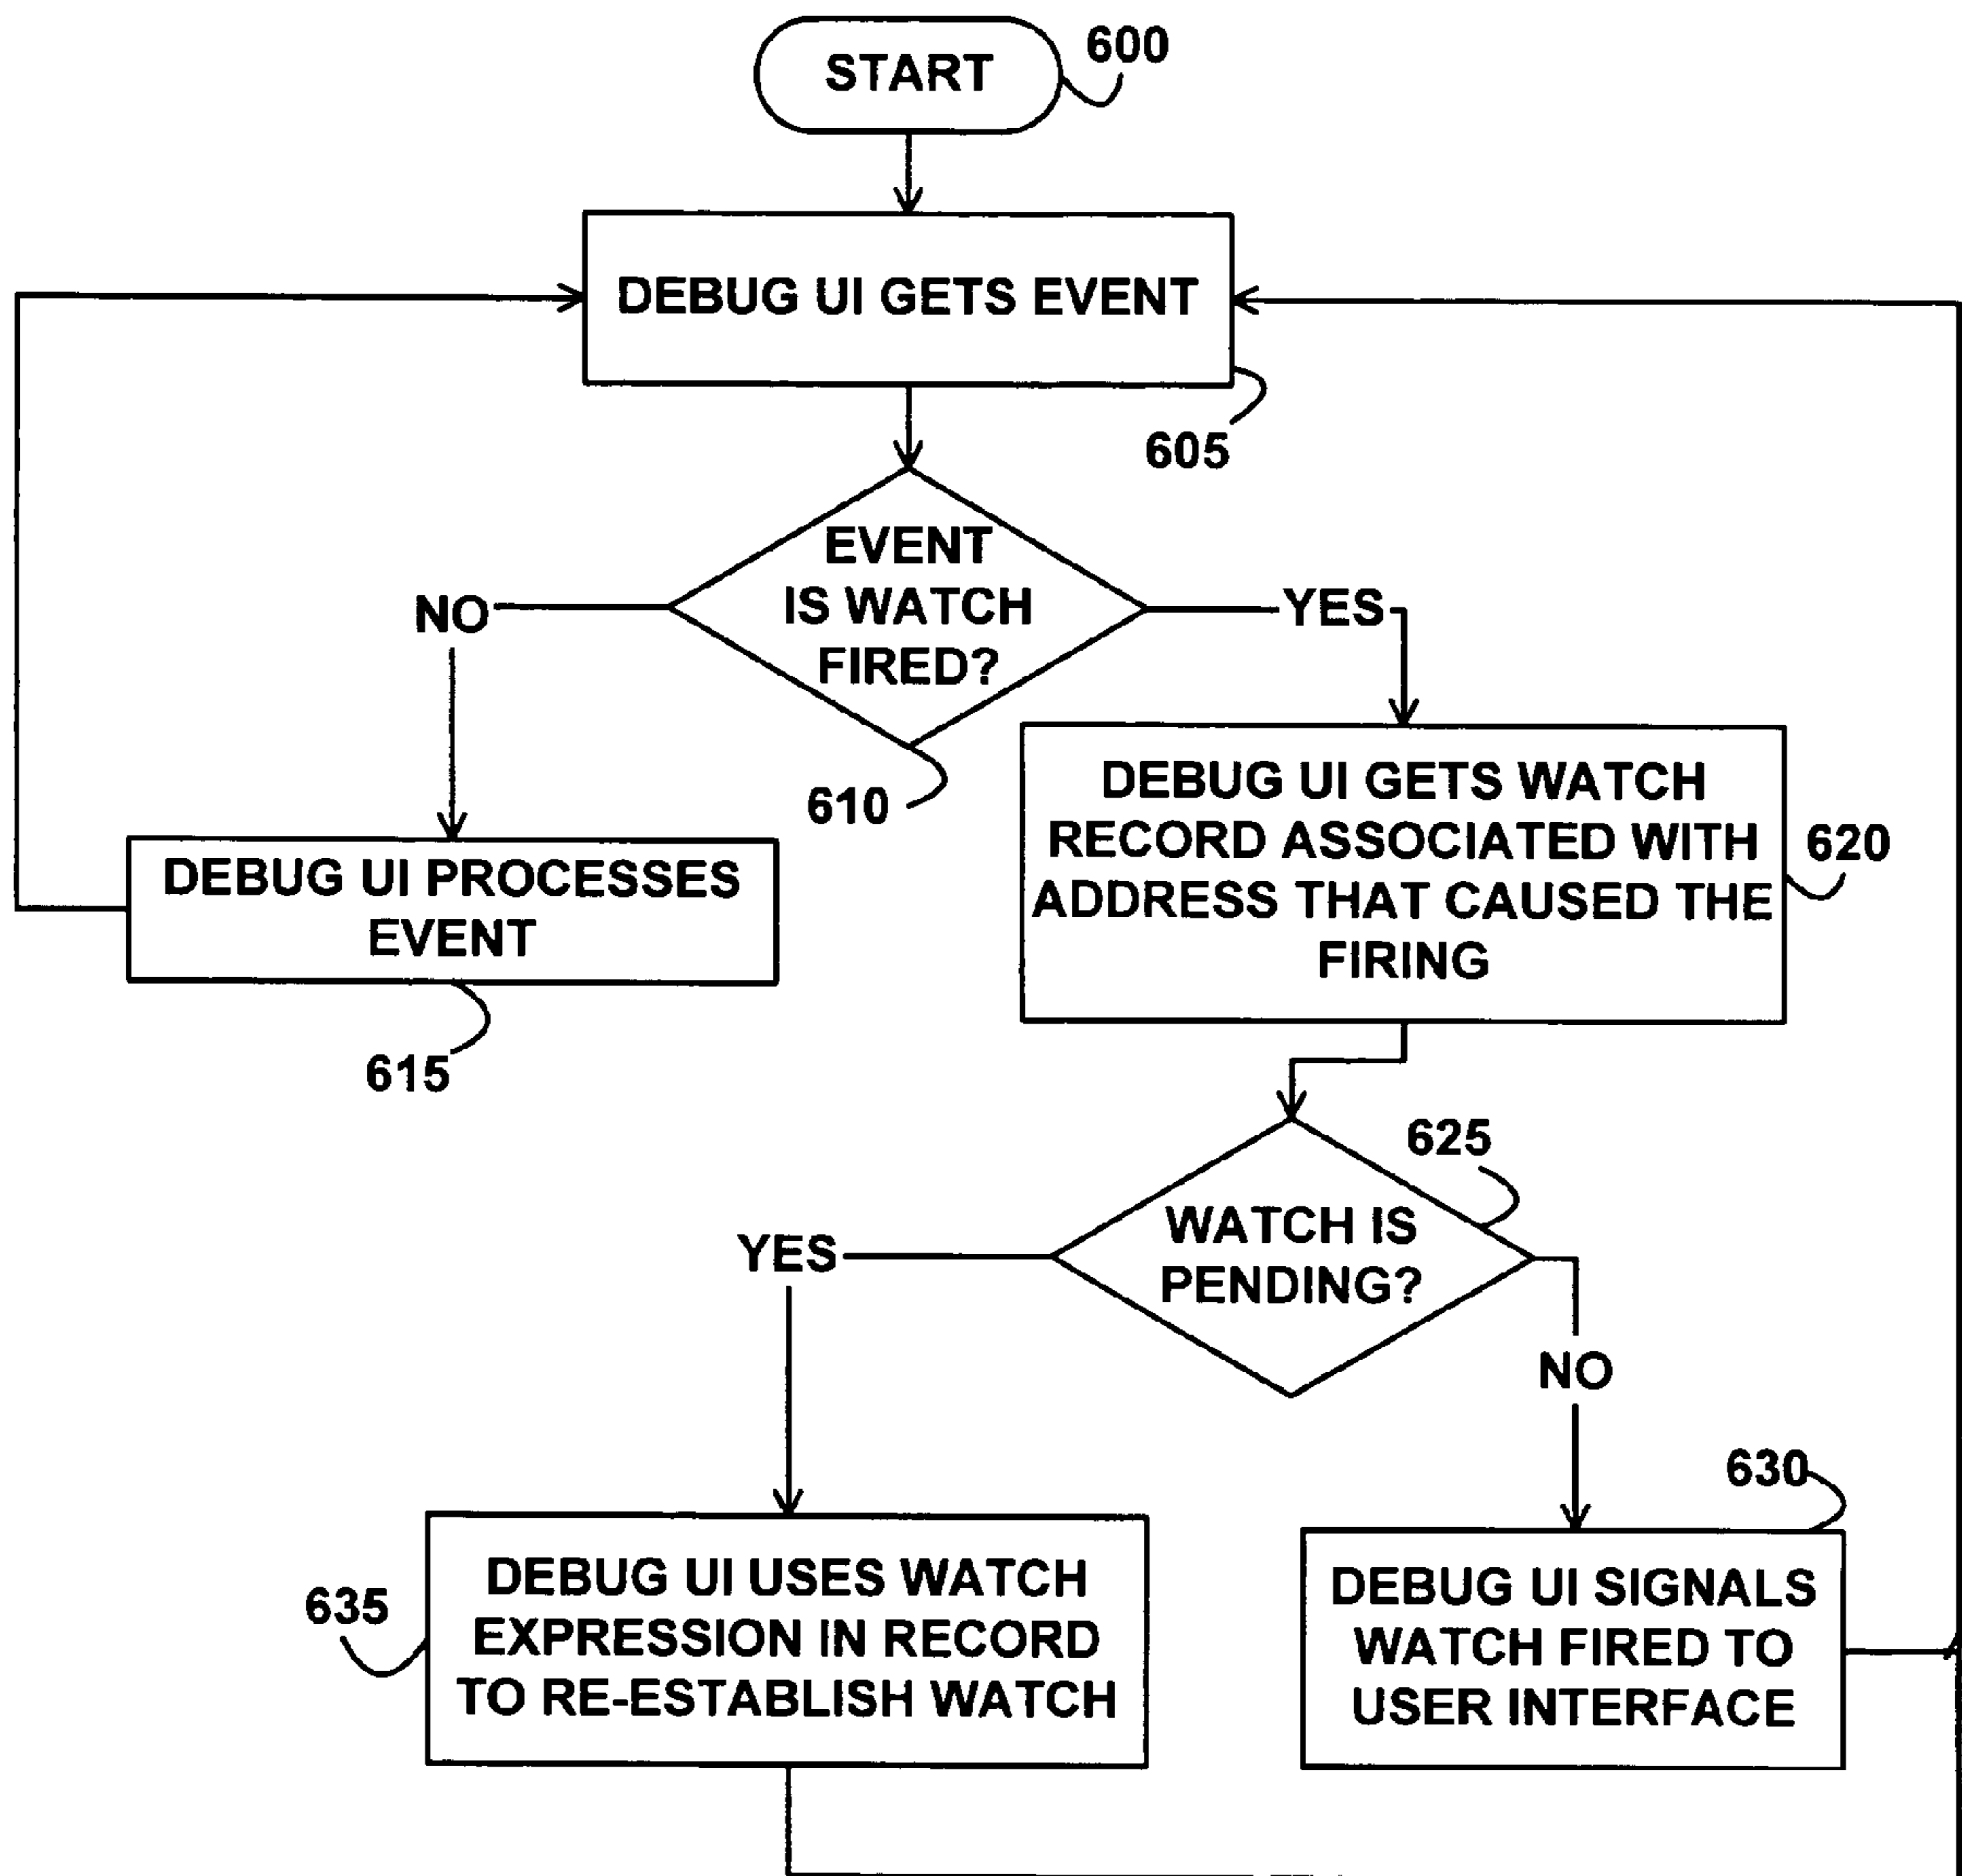 START
600
DEBUG UI GETS EVENT
605
EVENT
IS WATCH
FIRED?
NO
YES
610
DEBUG UI PROCESSES
EVENT
615
DEBUG UI GETS WATCH
RECORD ASSOCIATED WITH
ADDRESS THAT CAUSED THE
FIRING
620
625
WATCH IS
PENDING?
YES
NO
630
DEBUG UI USES WATCH
EXPRESSION IN RECORD
TO RE-ESTABLISH WATCH
635
DEBUG UI SIGNALS
WATCH FIRED TO
USER INTERFACE